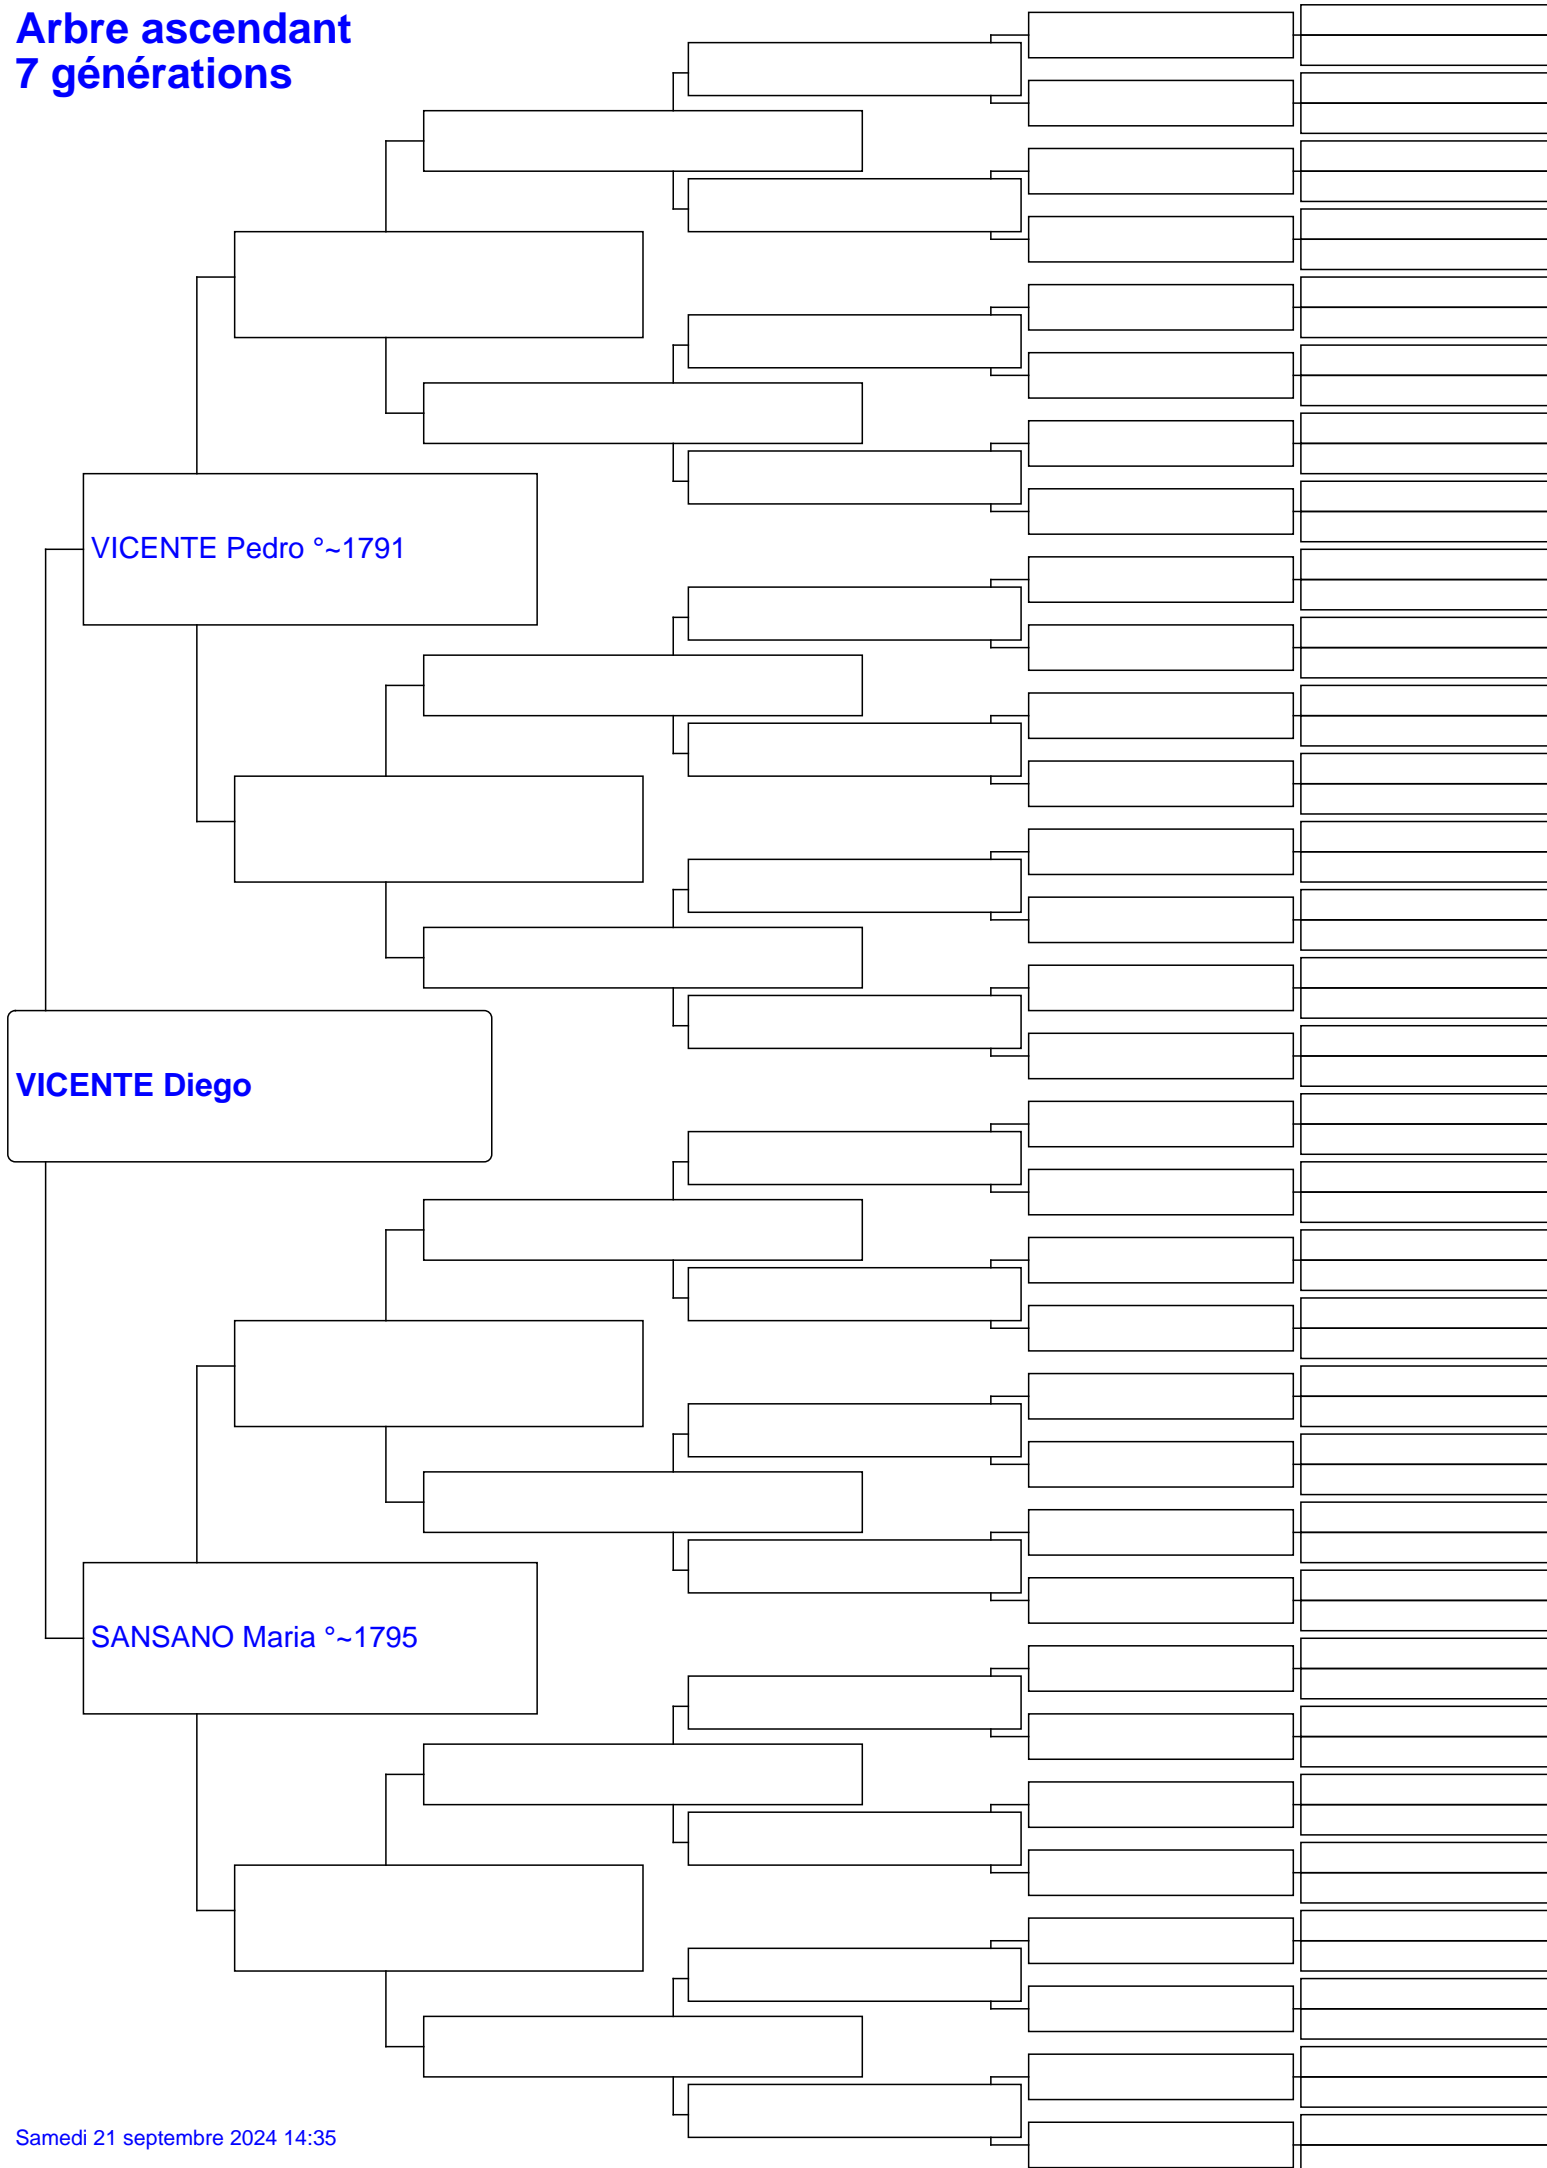 Arbre ascendant
7 générations
VICENTE Pedro °~1791
VICENTE Diego
SANSANO Maria °~1795
Samedi 21 septembre 2024 14:35